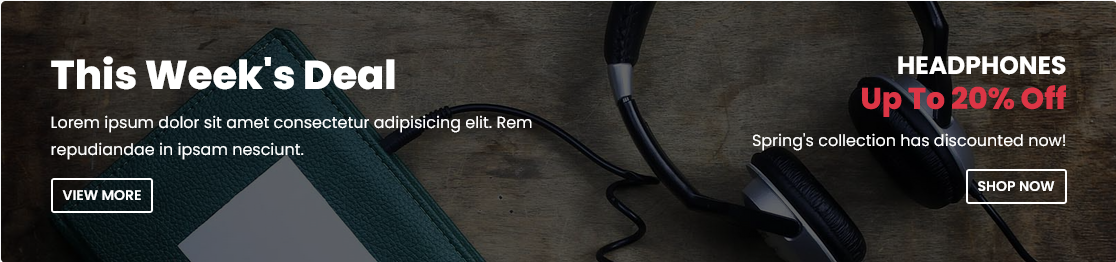 This Week's Deal
Lorem ipsum dolor sit amet consectetur adipisicing elit. Rem
repudiandae in ipsam nesciunt.
VIEW MORE
HEADPHONES
Up To 20% Off
Spring's collection has discounted now!
SHOP NOW